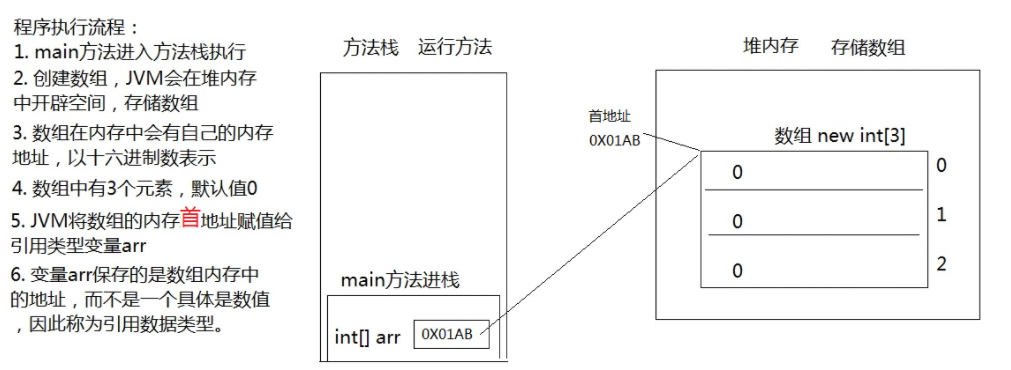 程序执行流程：
1. main方法进入方法栈执行
2. 创建数组，JVM会在堆内存
中开辟空间，存储数组
3. 数组在内存中会有自己的内存
地址，以十六进制数表示
4. 数组中有3个元素，默认值0
5. JVM将数组的内存首地址赋值给
引用类型变量arr
6. 变量arr保存的是数组内存中
的地址，而不是一个具体是数值
，因此称为引用数据类型。
方法栈 运行方法
main方法进栈
int[] arr 0X01AB
堆内存 存储数组
首地址
0X01AB
数组 new int[3]
0 0
0 1
0 2